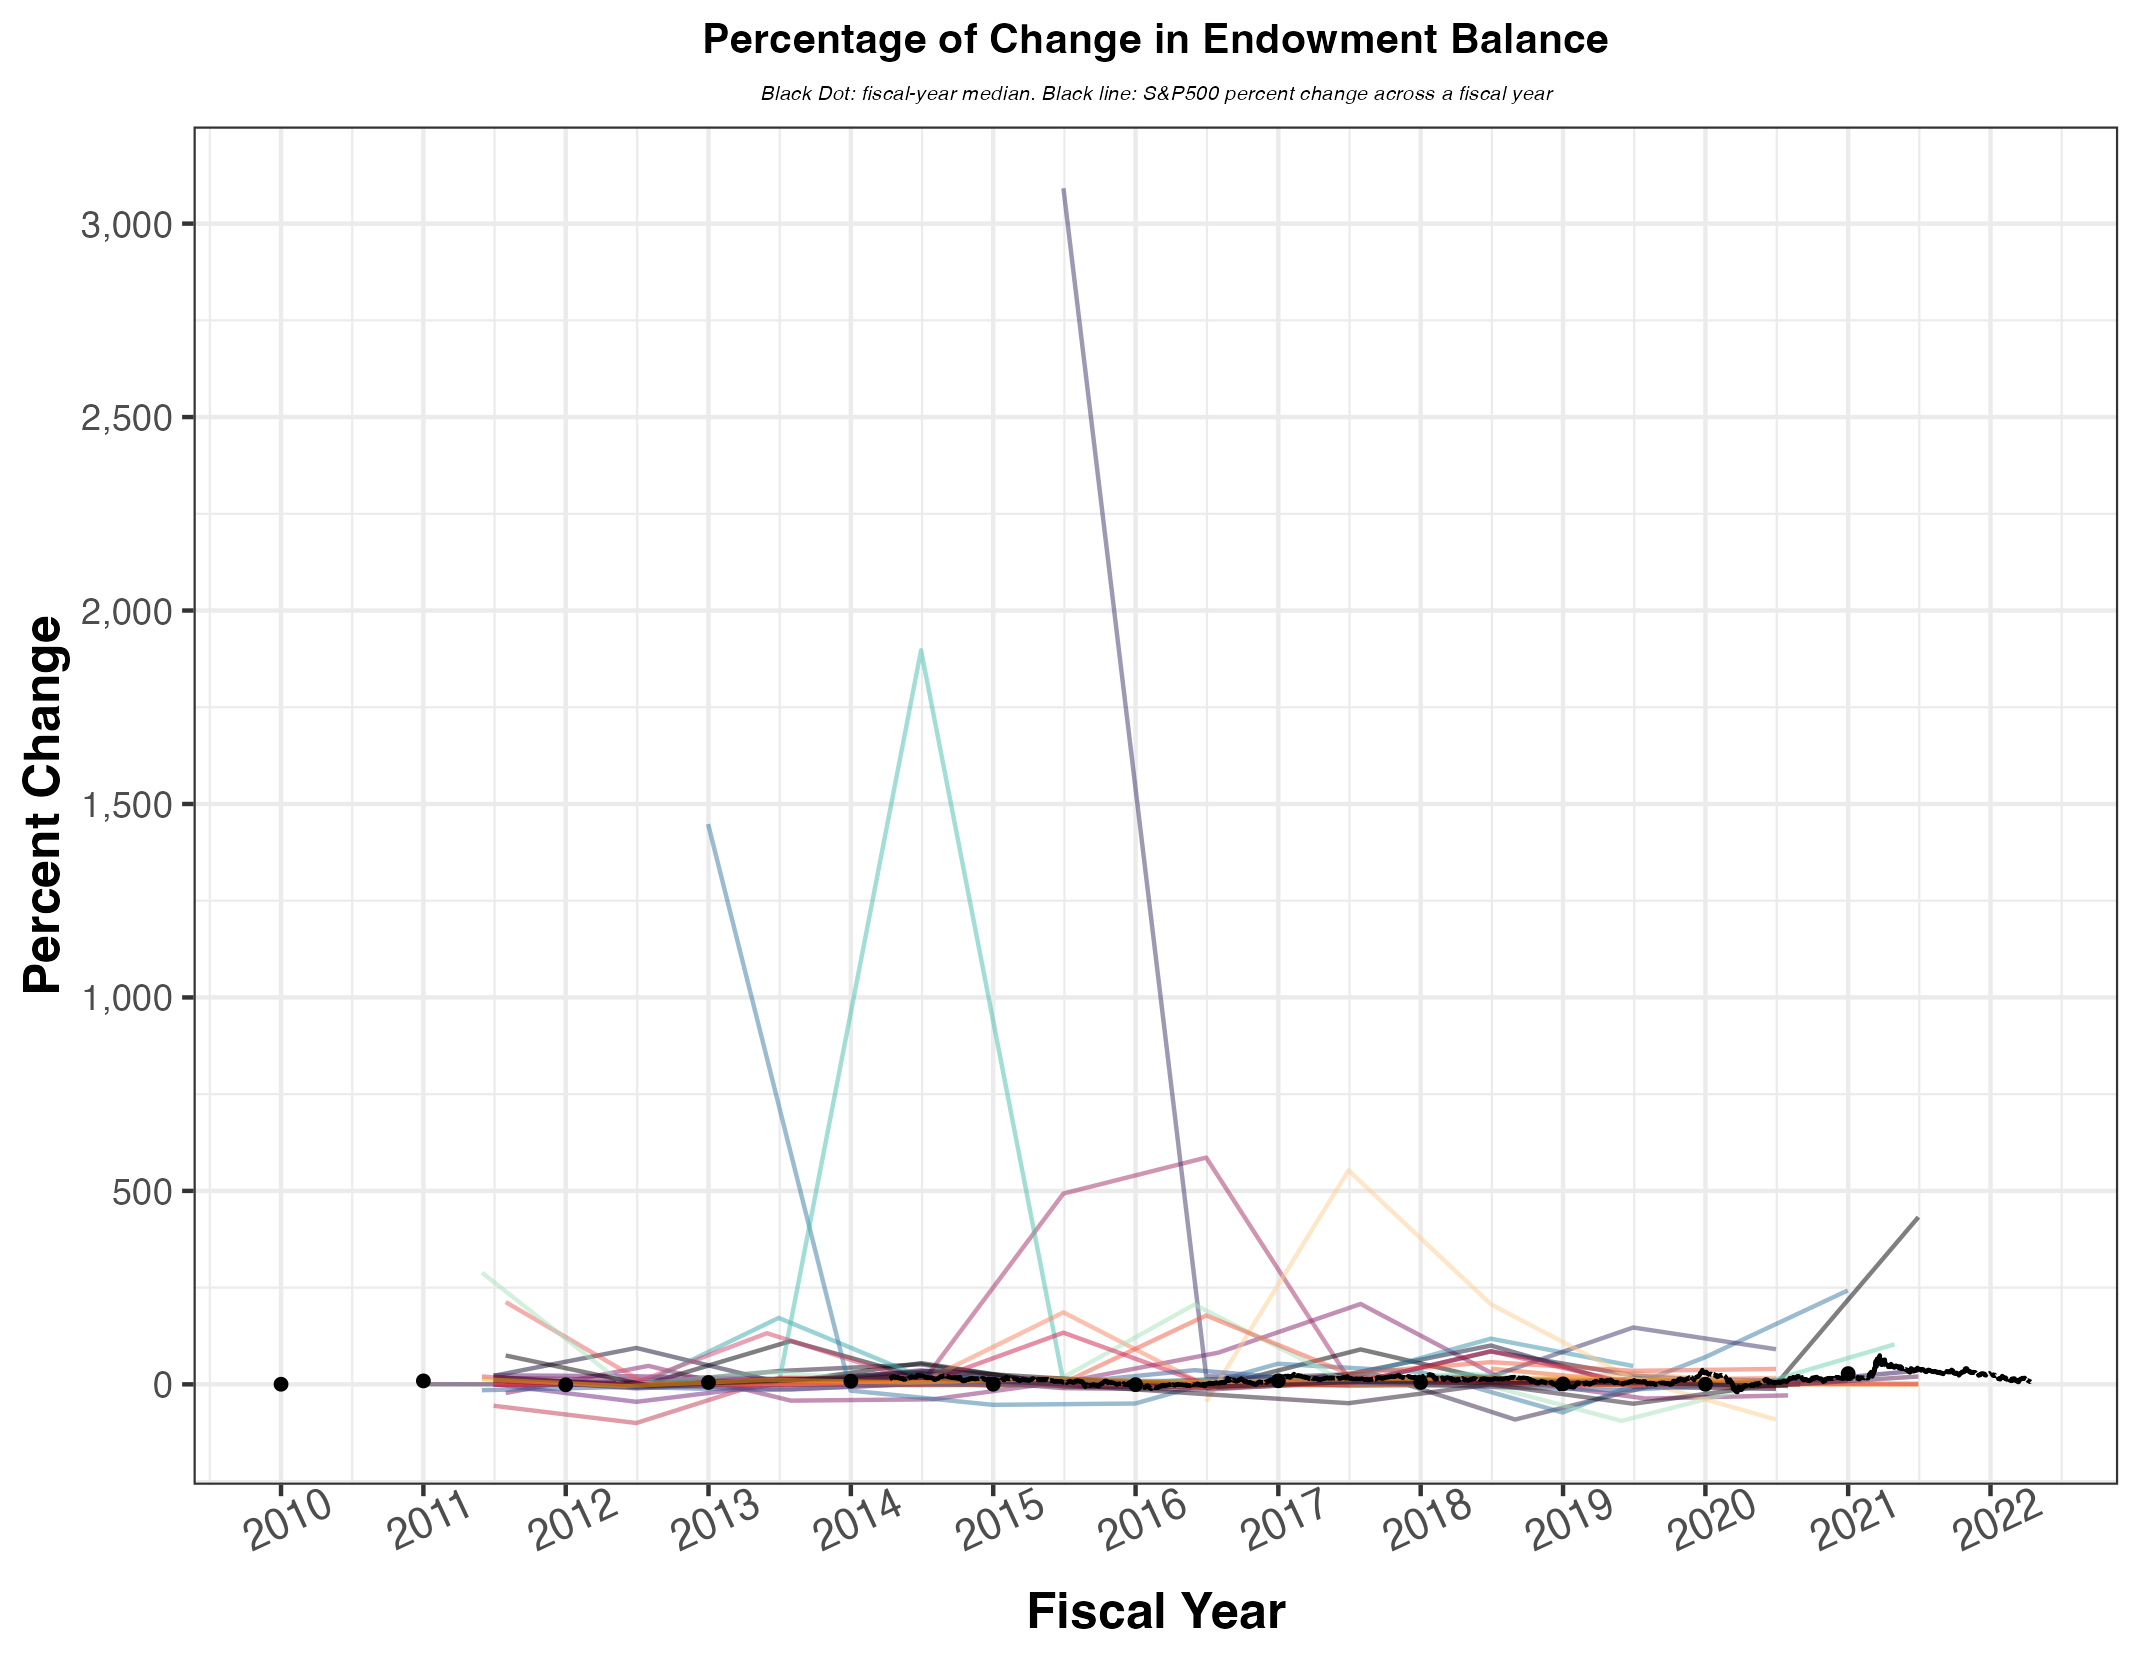 Percentage of Change in Endowment Balance
Black Dot: fiscal-year median. Black line: S&P500 percent change across a fiscal year
Percent Change
3,000
2,500
2,000
1,500
1,000
500
0
2010 2011 2012 2013 2014 2015 2016 2017 2018 2019 2020 2021 2022
Fiscal Year